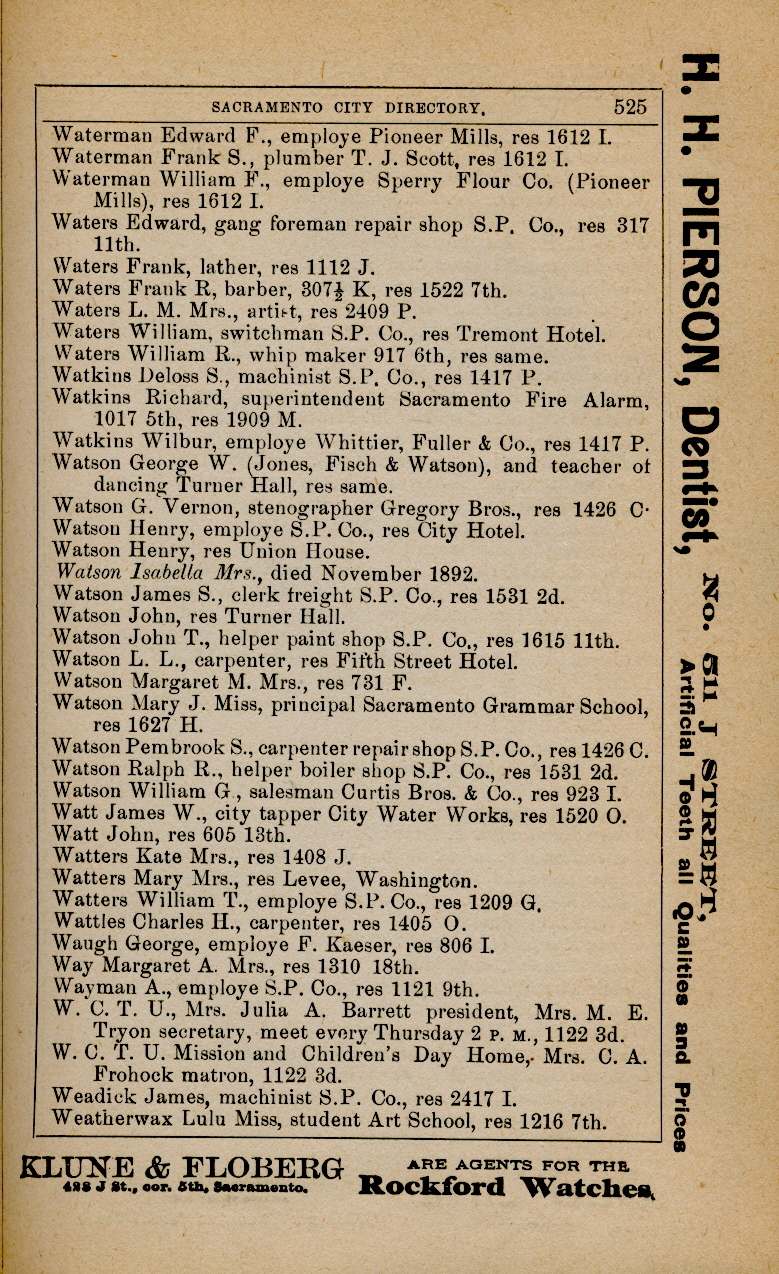 SACRAMENTO CITY DIRECTORY. 525
Waterman Edward F., employe Pioneer Mills, res 1612 I.
Waterman Frank S., plumber T. J. Scott, res 1612 I.
Waterman William F., employe Sperry Flour Co. (Pioneer
Mills), res 1612 I.
Waters Edward, gang foreman repair shop S.P. Co., res 317
11th.
Waters Frank, lather, res 1112 J.
Waters Frank R, barber, 307½ K, res 1522 7th.
Waters L. M. Mrs., artist, res 2409 P.
Waters William, switchman S.P. Co., res Tremont Hotel.
Waters William R., whip maker 917 6th, res same.
Watkins Deloss S., machinist S.P. Co., res 1417 P.
Watkins Richard, superintendent Sacramento Fire Alarm,
1017 5th, res 1909 M.
Watkins Wilbur, employe Whittier, Fuller & Co., res 1417 P.
Watson George W. (Jones, Fisch & Watson), and teacher of
dancing Turner Hall, res same.
Watson G. Vernon, stenographer Gregory Bros., res 1426 C·
Watson Henry, employe S.P. Co., res City Hotel.
Watson Henry, res Union House.
Watson Isabella Mrs., died November 1892.
Watson James S., clerk freight S.P. Co., res 1531 2d.
Watson John, res Turner Hall.
Watson John T., helper paint shop S.P. Co., res 1615 11th.
Watson L. L., carpenter, res Fifth Street Hotel.
Watson Margaret M. Mrs., res 731 F.
Watson Mary J. Miss, principal Sacramento Grammar School,
res 1627 H.
Watson Pembrook S., carpenter repair shop S.P. Co., res 1426 C.
Watson Ralph R., helper boiler shop S.P. Co., res 1531 2d.
Watson William G., salesman Curtis Bros. & Co., res 923 I.
Watt James W., city tapper City Water Works, res 1520 O.
Watt John, res 605 13th.
Watters Kate Mrs., res 1408 J.
Watters Mary Mrs., res Levee, Washington.
Watters William T., employe S.P. Co., res 1209 G.
Wattles Charles H., carpenter, res 1405 O.
Waugh George, employe F. Kaeser, res 806 I.
Way Margaret A. Mrs., res 1310 18th.
Wayman A., employe S.P. Co., res 1121 9th.
W. C. T. U., Mrs. Julia A. Barrett president, Mrs. M. E.
Tryon secretary, meet every Thursday 2 P. M., 1122 3d.
W. C. T. U. Mission and Children's Day Home, Mrs. C. A.
Frohock matron, 1122 3d.
Weadick James, machinist S.P. Co., res 2417 I.
Weatherwax Lulu Miss, student Art School, res 1216 7th.
H. H. PIERSON, Dentist, No. 511 J STREET,
Artificial Teeth all Qualities and Prices
KLUNE & FLOBERG
428 J St., cor. 5th, Sacramento.
ARE AGENTS FOR THE
Rockford Watches.